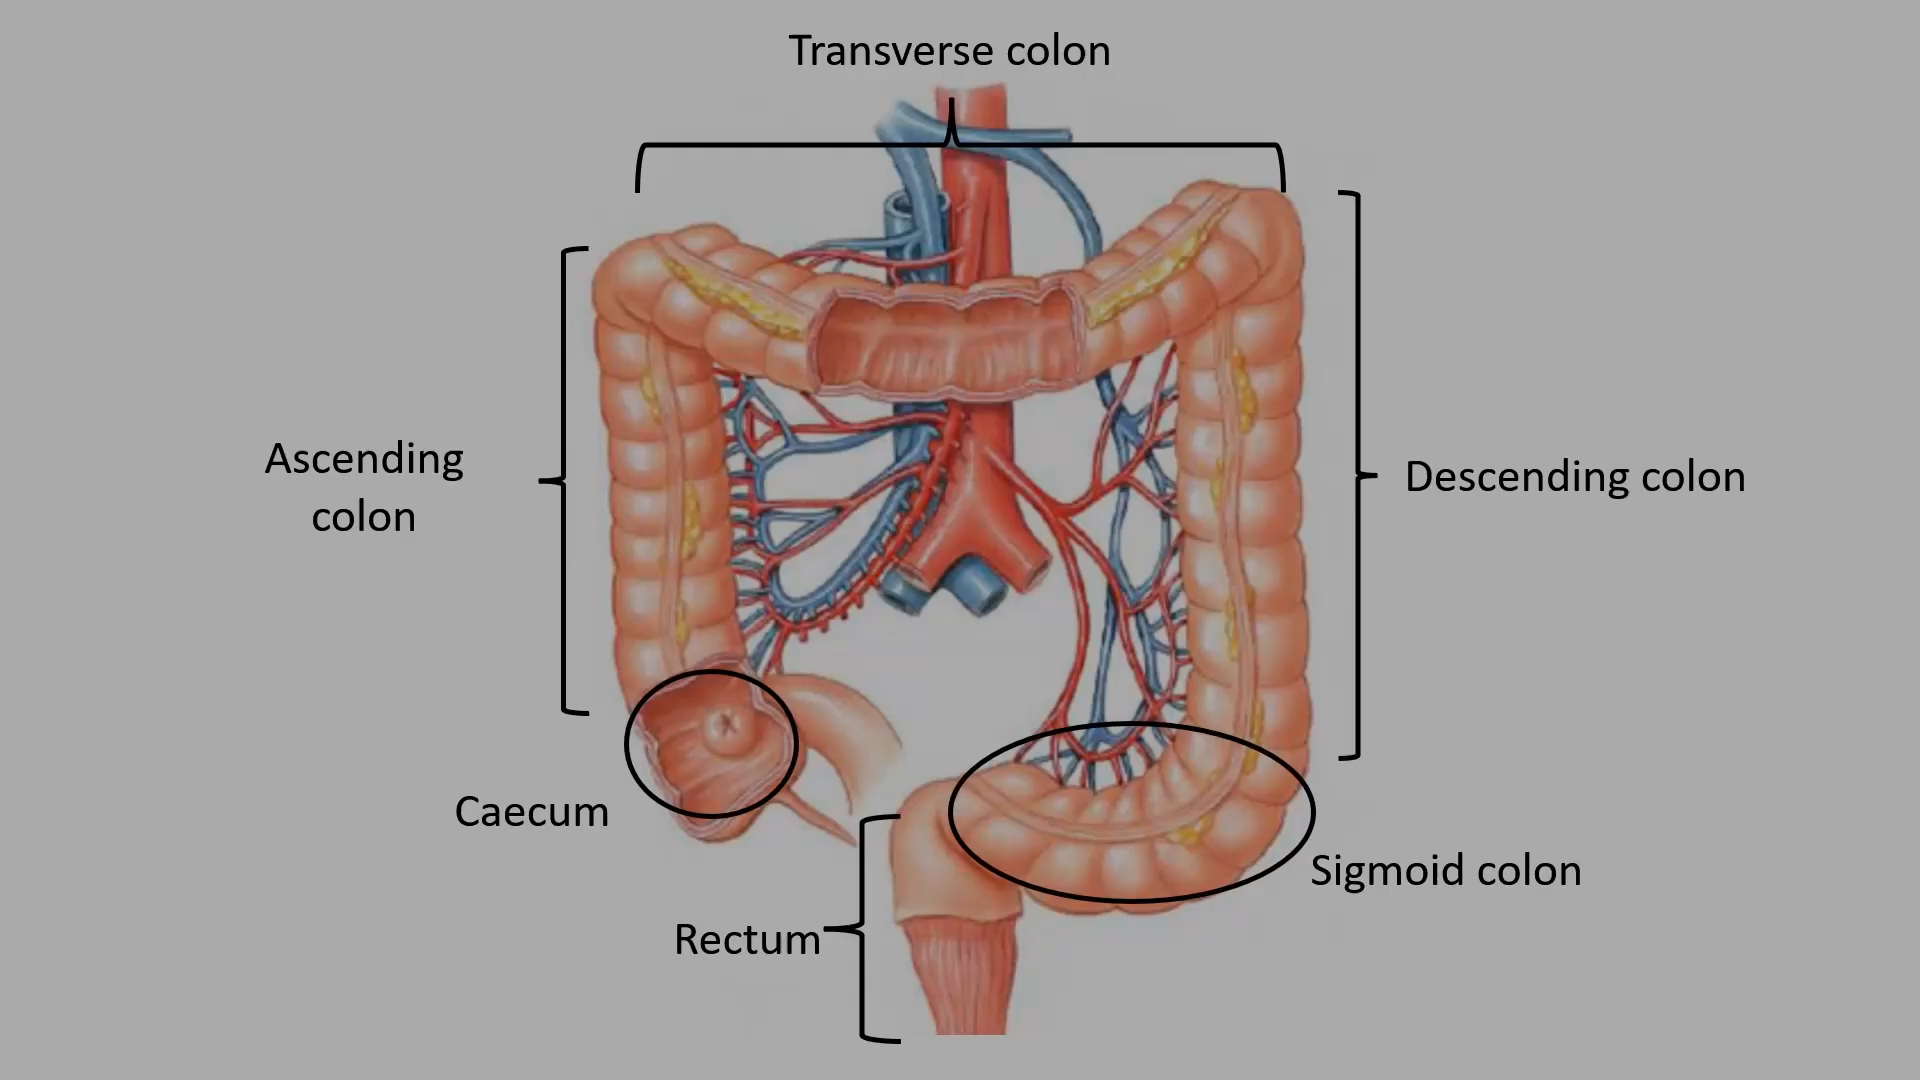 Transverse colon
Ascending
colon
Descending colon
Caecum
Sigmoid colon
Rectum